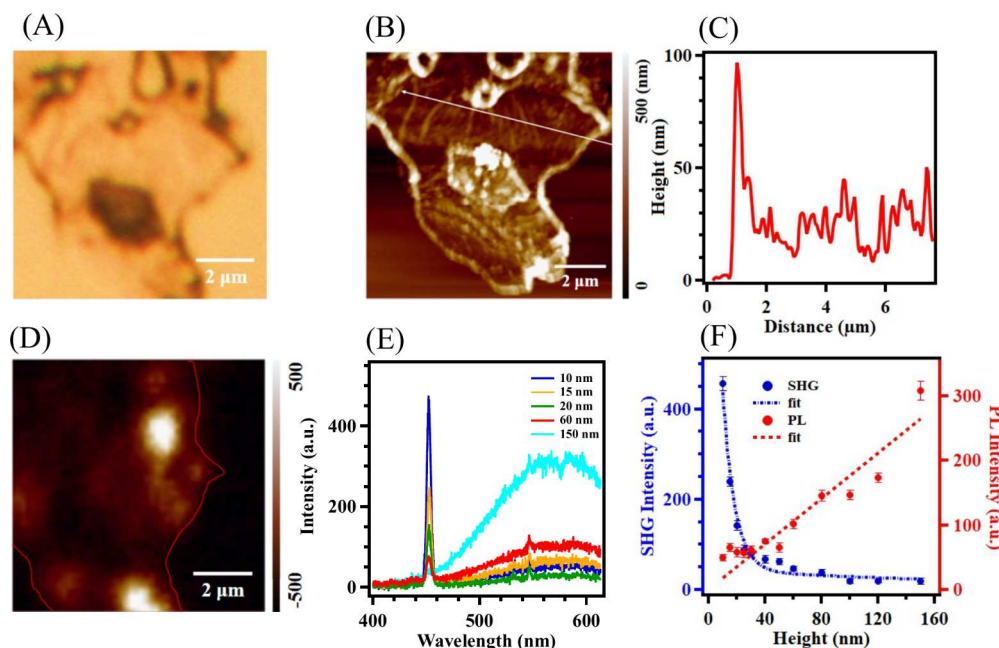 (A)
2 µm
(B)
500 (nm)
0
2 µm
(C)
100
50
0
Height (nm)
0 2 4 6
Distance (µm)
(D)
500
-500
2 µm
(E)
400
200
0
Intensity (a.u.)
10 nm
15 nm
20 nm
60 nm
150 nm
400 500 600
Wavelength (nm)
(F)
400
200
0
SHG Intensity (a.u.)
SHG
fit
PL
fit
300
200
100
0
PL Intensity (a.u.)
0 40 80 120 160
Height (nm)